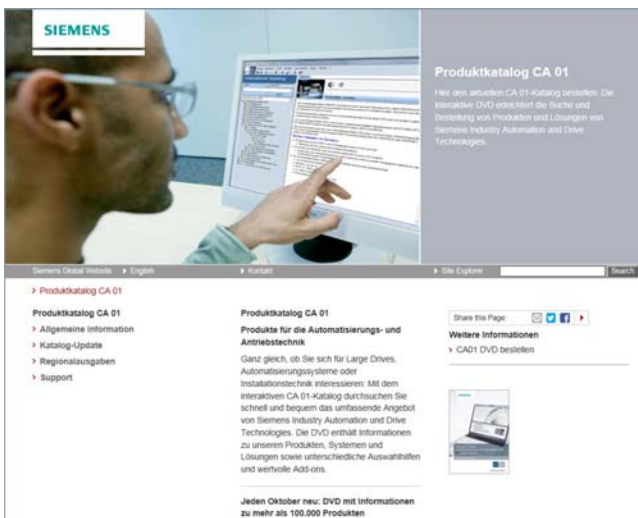 SIEMENS
Produktkatalog CA 01
Hier den aktuellen CA 01-Katalog bestellen: Die
interaktive DVD erleichtert die Suche und
Bestellung von Produkten und Lösungen von
Siemens Industry Automation and Drive
Technologies
Siemens Global Website
English
Kontakt
Site Explorer
Search
Produktkatalog CA 01
Produktkatalog CA 01
Allgemeine Information
Katalog-Update
Regionalausgaben
Support
Produktkatalog CA 01
Produkte für die Automatisierungs- und
Antriebstechnik
Ganz gleich, ob Sie sich für Large Drives,
Automatisierungssysteme oder
Installationstechnik interessieren: Mit dem
interaktiven CA 01-Katalog durchsuchen Sie
schnell und bequem das umfassende Angebot
von Siemens Industry Automation und Drive
Technologies. Die DVD enthält Informationen
zu unseren Produkten, Systemen und
Lösungen sowie unterschiedliche Auswahlhilfen
und wertvolle Add-ons.
Jeden Oktober neu: DVD mit Informationen
zu mehr als 100.000 Produkten
Share this Page:
Weitere Informationen
CA01 DVD bestellen